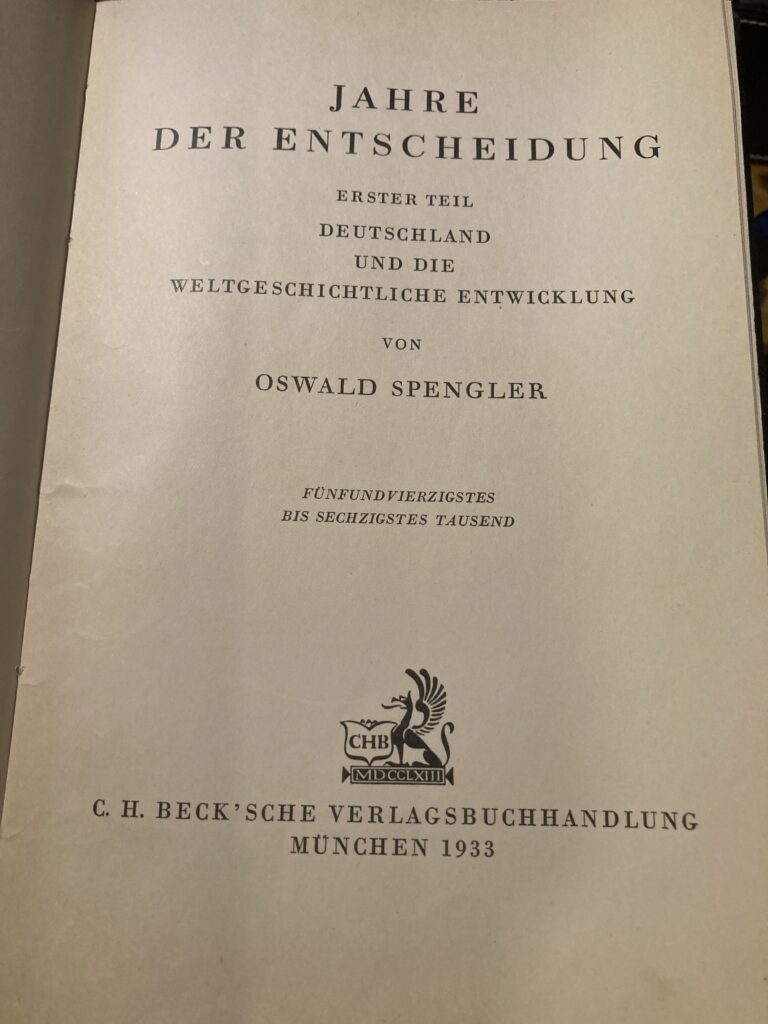 JAHRE
DER ENTSCHEIDUNG
ERSTER TEIL
DEUTSCHLAND
UND DIE
WELTGESCHICHTLICHE ENTWICKLUNG
VON
OSWALD SPENGLER
FÜNFUNDVIERZIGSTES
BIS SECHZIGSTES TAUSEND
CHB
MDCCLXIII
C. H. BECK'SCHE VERLAGSBUCHHANDLUNG
MÜNCHEN 1933